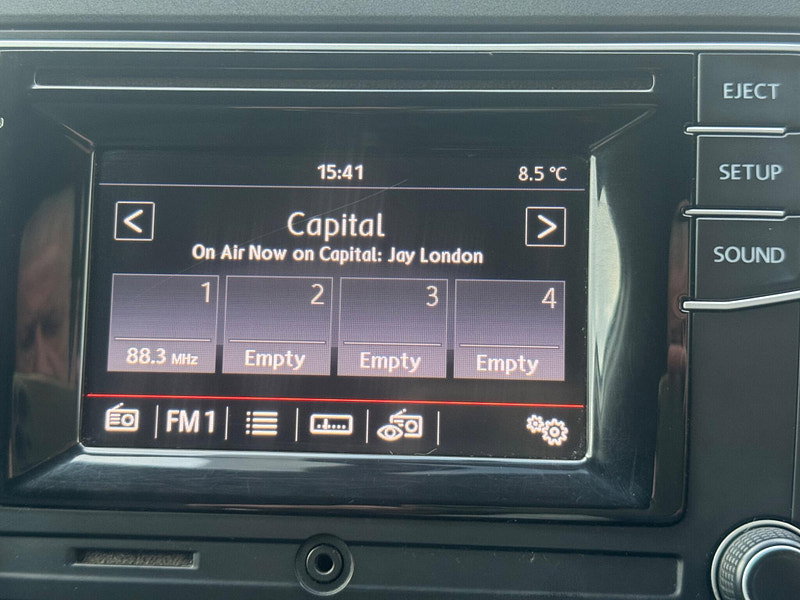 EJECT
15:41 8.5 °C
SETUP
< Capital >
On Air Now on Capital: Jay London
SOUND
1 2 3 4
88.3 MHz Empty Empty Empty
FM1